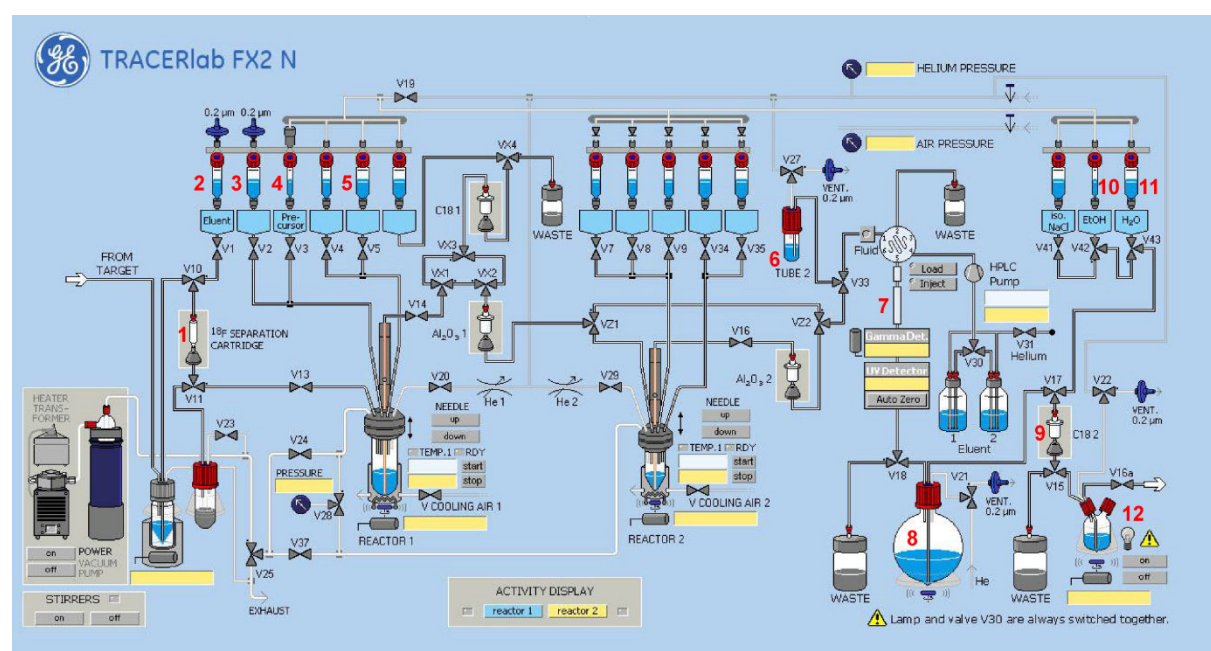 TRACERlab FX2 N
V19
HELIUM PRESSURE
AIR PRESSURE
0.2 µm 0.2 µm
2 3 4 5
Eluent
Pre-
cursor
V1 V2 V3 V4 V5
VX4
C18 1
WASTE
VX3
VX1 VX2
V14
Al₂O₃ 1
V7 V8 V9 V34 V35
V27
VENT.
0.2 µm
6
TUBE 2
Fluid
WASTE
V33
Load
Inject
HPLC
Pump
7
10 11
iso.
NaCl
EtOH
H₂O
V41 V42 V43
FROM
TARGET
V10
1
¹⁸F SEPARATION
CARTRIDGE
V11
V13
VZ1
VZ2
V16
Al₂O₃ 2
GammaDet.
UV Detector
Auto Zero
V31
Helium
V30
1 2
Eluent
V17
V22
VENT.
0.2 µm
9
C18 2
V15
V16a
12
on
off
HEATER
TRANS-
FORMER
on
off
POWER
VACUUM
PUMP
STIRRERS
on off
V23
V24
PRESSURE
V28
V37
V25
EXHAUST
V20
He 1
He 2
V29
NEEDLE
up
down
TEMP.1 RDY
start
stop
V COOLING AIR 1
REACTOR 1
NEEDLE
up
down
TEMP.1 RDY
start
stop
V COOLING AIR 2
REACTOR 2
V18
V21
VENT.
0.2 µm
8
He
WASTE
WASTE
ACTIVITY DISPLAY
reactor 1 reactor 2
Lamp and valve V30 are always switched together.